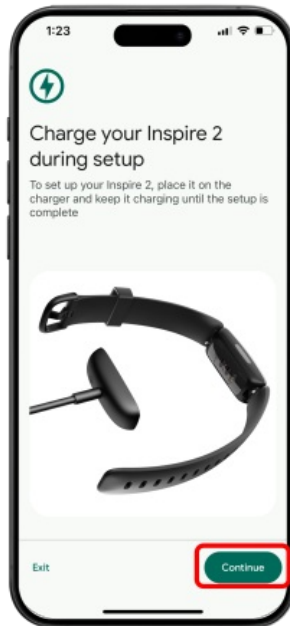 1:23
Charge your Inspire 2
during setup
To set up your Inspire 2, place it on the
charger and keep it charging until the setup is
complete
Exit
Continue